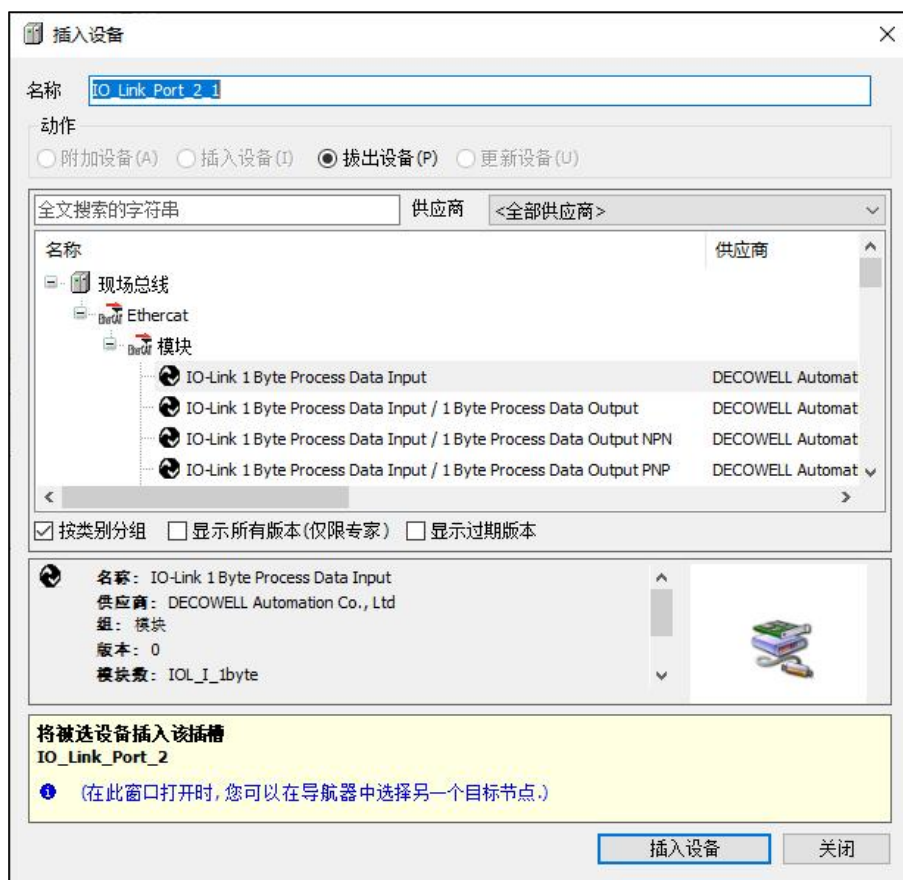 插入设备
名称 IO_Link_Port_2_1
动作
附加设备(A) 插入设备(I) 拔出设备(P) 更新设备(U)
全文搜索的字符串 供应商 <全部供应商>
名称 供应商
现场总线
EtherCAT Ethercat
EtherCAT 模块
IO-Link 1 Byte Process Data Input DECOWELL Automat
IO-Link 1 Byte Process Data Input / 1 Byte Process Data Output DECOWELL Automat
IO-Link 1 Byte Process Data Input / 1 Byte Process Data Output NPN DECOWELL Automat
IO-Link 1 Byte Process Data Input / 1 Byte Process Data Output PNP DECOWELL Automat
按类别分组 显示所有版本(仅限专家) 显示过期版本
名称: IO-Link 1 Byte Process Data Input
供应商: DECOWELL Automation Co., Ltd
组: 模块
版本: 0
模块数: IOL_I_1byte
将被选设备插入该插槽
IO_Link_Port_2
(在此窗口打开时,您可以在导航器中选择另一个目标节点.)
插入设备 关闭